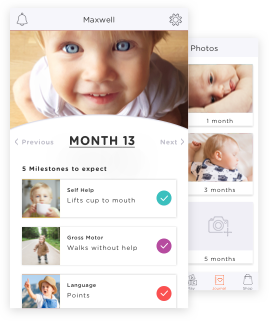 Maxwell
Previous
MONTH 13
Next
5 Milestones to expect
Self Help
Lifts cup to mouth
Gross Motor
Walks without help
Language
Points
Photos
1 month
3 months
5 months